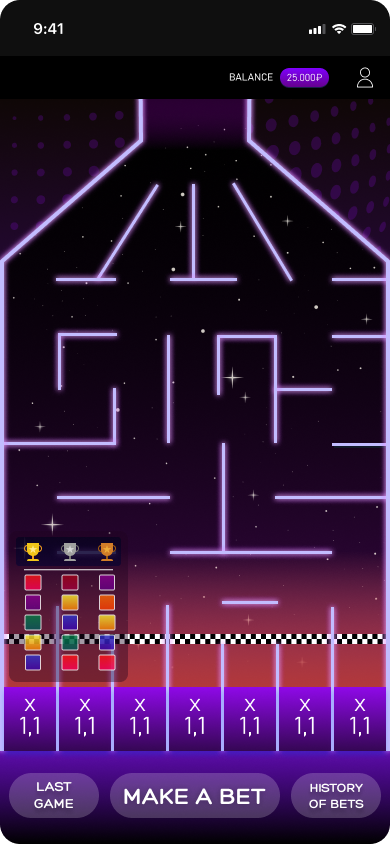 9:41
BALANCE 25.000₽
X X X X X X X
1,1 1,1 1,1 1,1 1,1 1,1 1,1
LAST
GAME
MAKE A BET
HISTORY
OF BETS